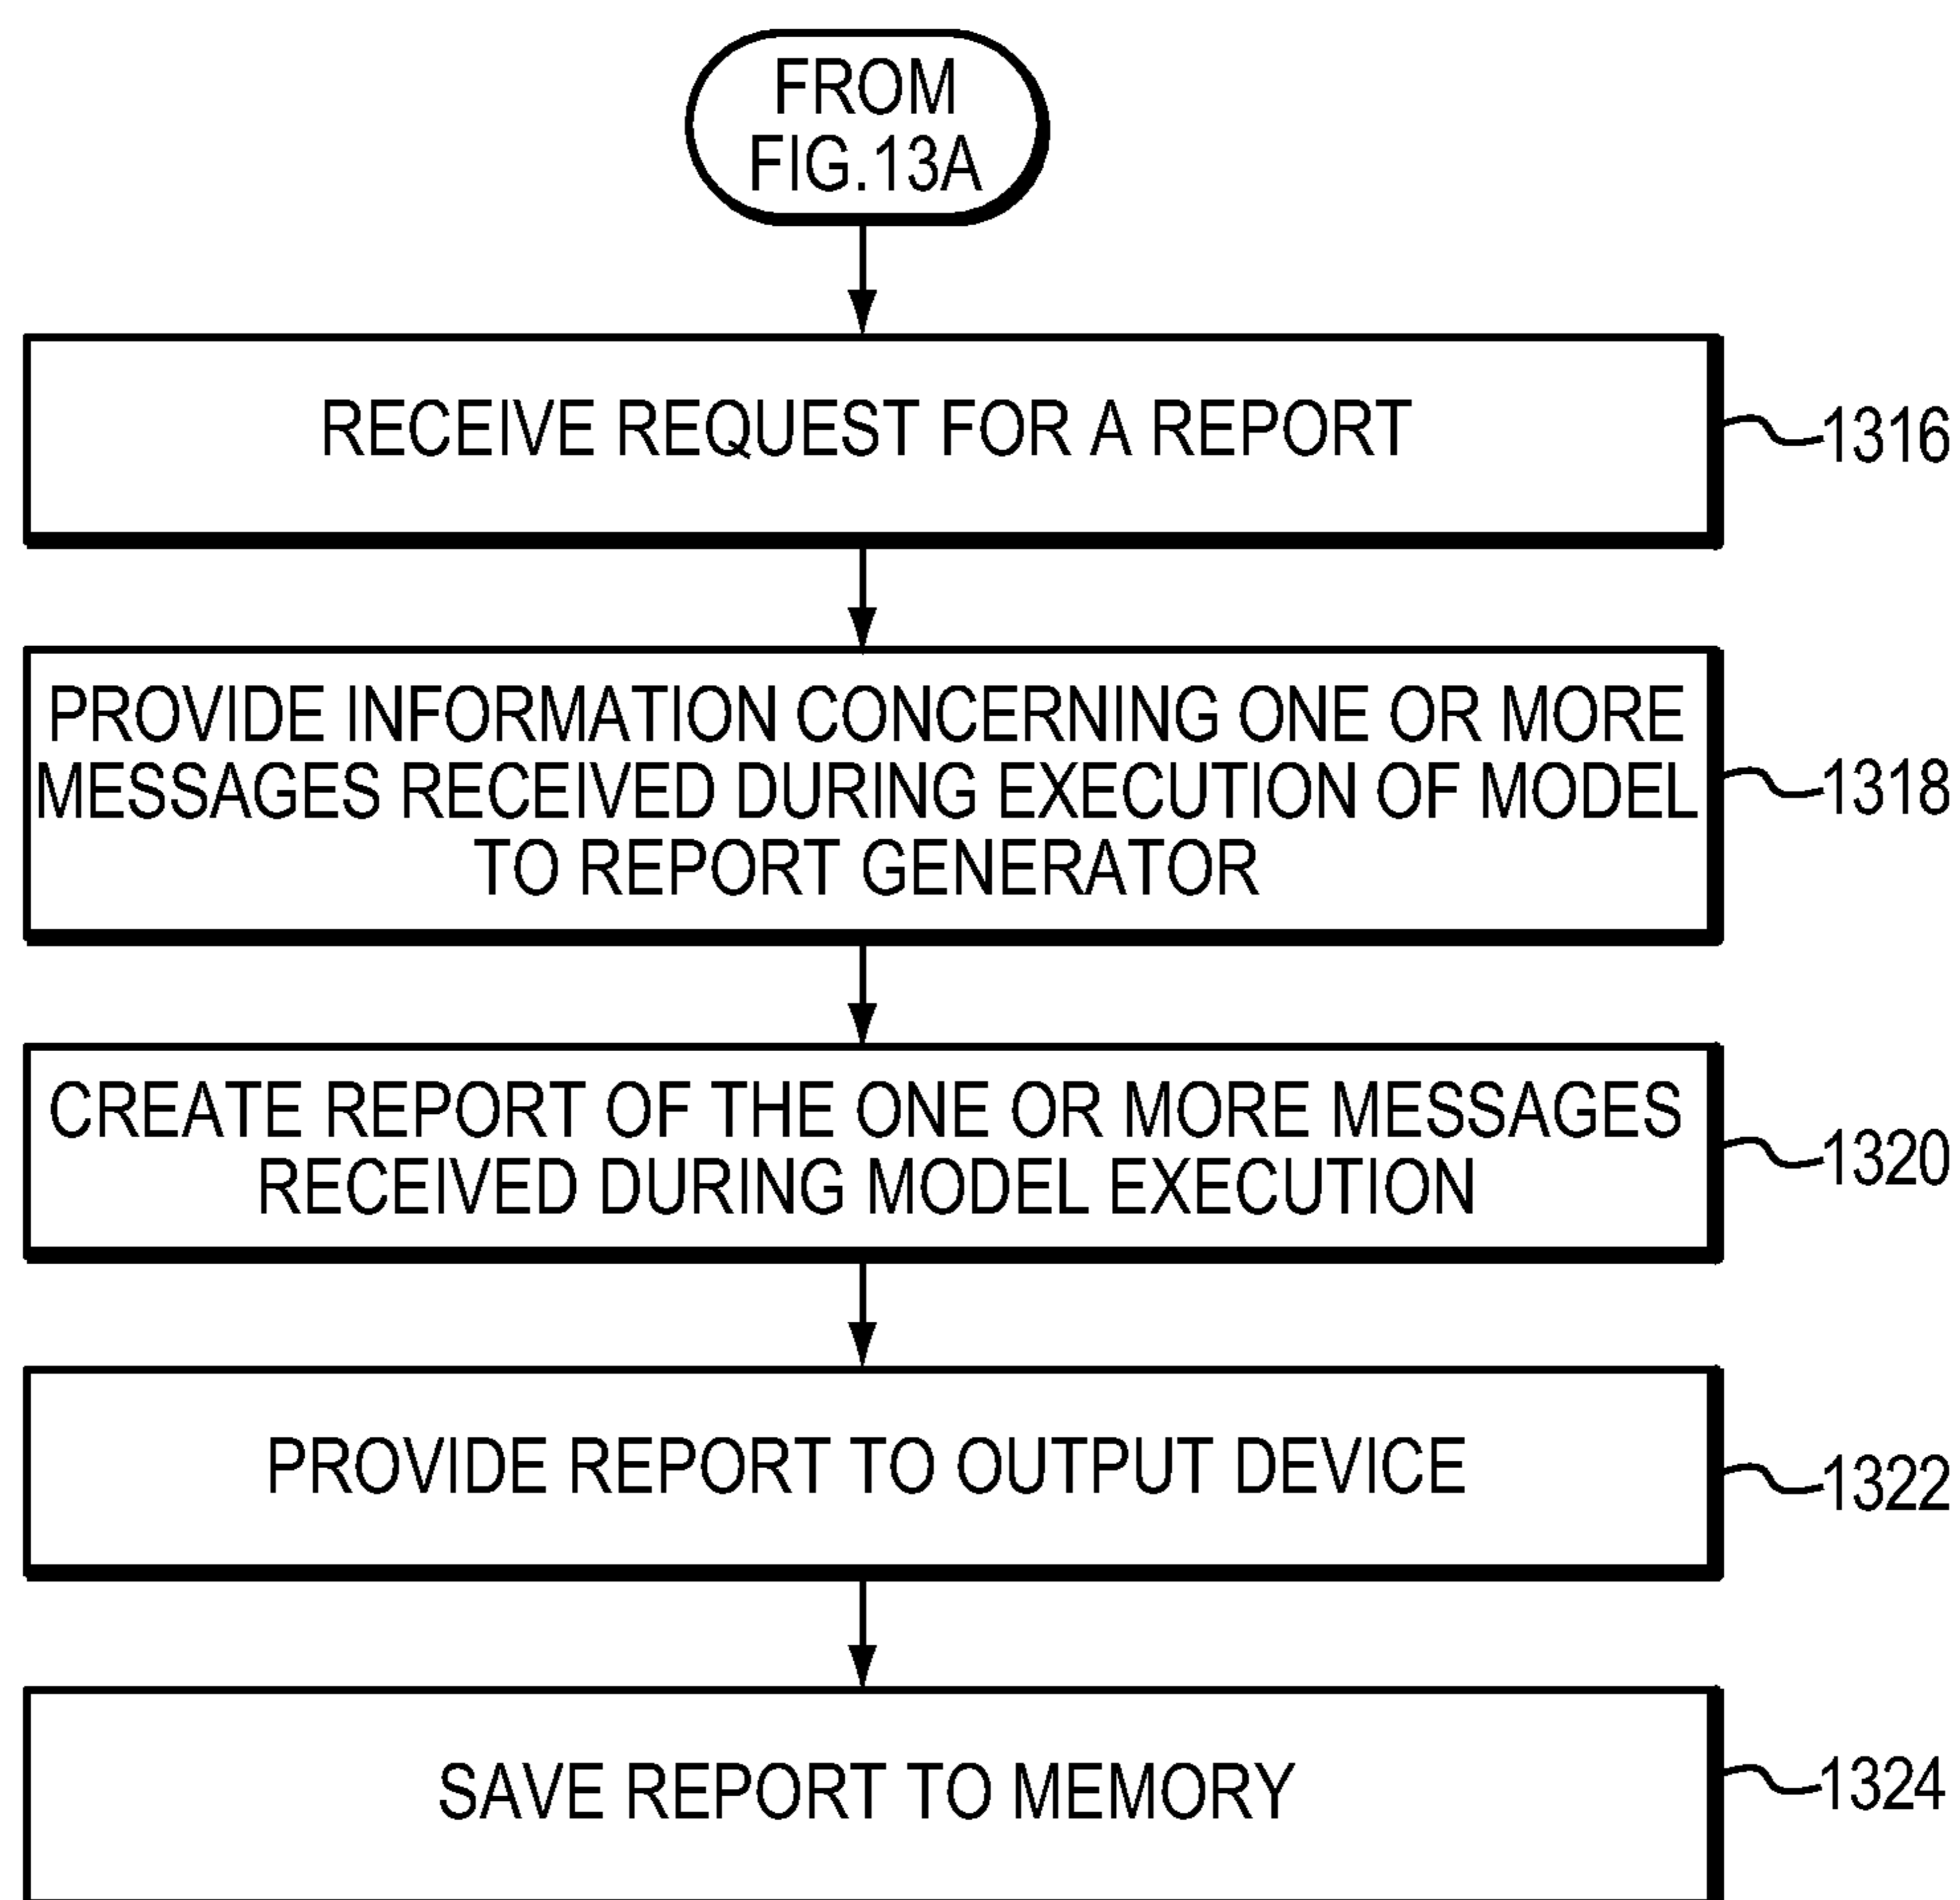 FROM
FIG.13A
RECEIVE REQUEST FOR A REPORT
1316
PROVIDE INFORMATION CONCERNING ONE OR MORE
MESSAGES RECEIVED DURING EXECUTION OF MODEL
TO REPORT GENERATOR
1318
CREATE REPORT OF THE ONE OR MORE MESSAGES
RECEIVED DURING MODEL EXECUTION
1320
PROVIDE REPORT TO OUTPUT DEVICE
1322
SAVE REPORT TO MEMORY
1324